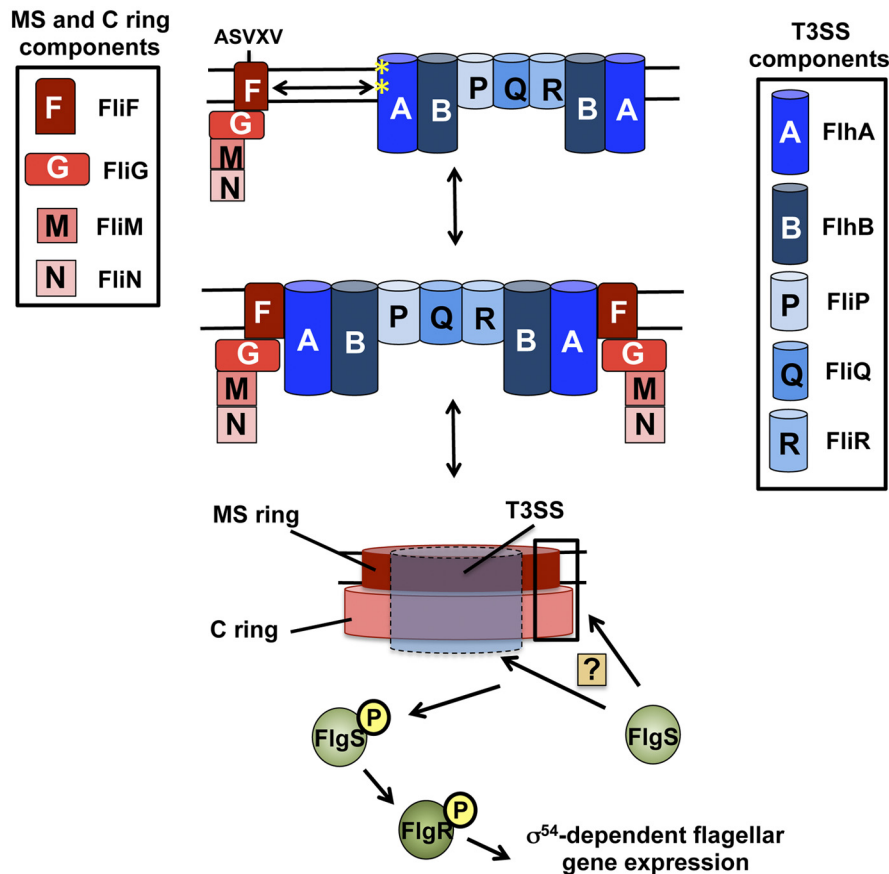 MS and C ring
components
F FliF
G FliG
M FliM
N FliN
ASVXV
* *
F
G
M
N
A B P Q R B A
T3SS
components
A FlhA
B FlhB
P FliP
Q FliQ
R FliR
F A B P Q R B A F
G G
M M
N N
MS ring
T3SS
C ring
?
P
FlgS
FlgS
P
FlgR
σ54-dependent flagellar
gene expression